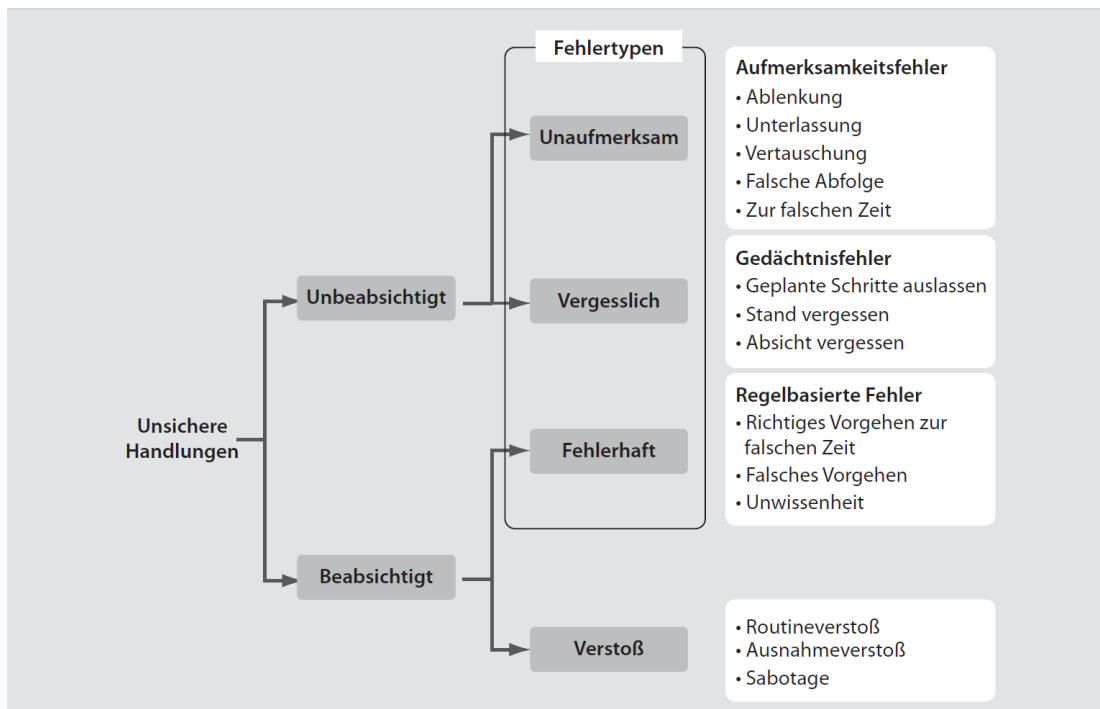 Fehlertypen
Unaufmerksam
Aufmerksamkeitsfehler
• Ablenkung
• Unterlassung
• Vertauschung
• Falsche Abfolge
• Zur falschen Zeit
Unbeabsichtigt
Vergesslich
Gedächtnisfehler
• Geplante Schritte auslassen
• Stand vergessen
• Absicht vergessen
Unsichere
Handlungen
Fehlerhaft
Regelbasierte Fehler
• Richtiges Vorgehen zur
falschen Zeit
• Falsches Vorgehen
• Unwissenheit
Beabsichtigt
Verstoß
• Routineverstoß
• Ausnahmeverstoß
• Sabotage